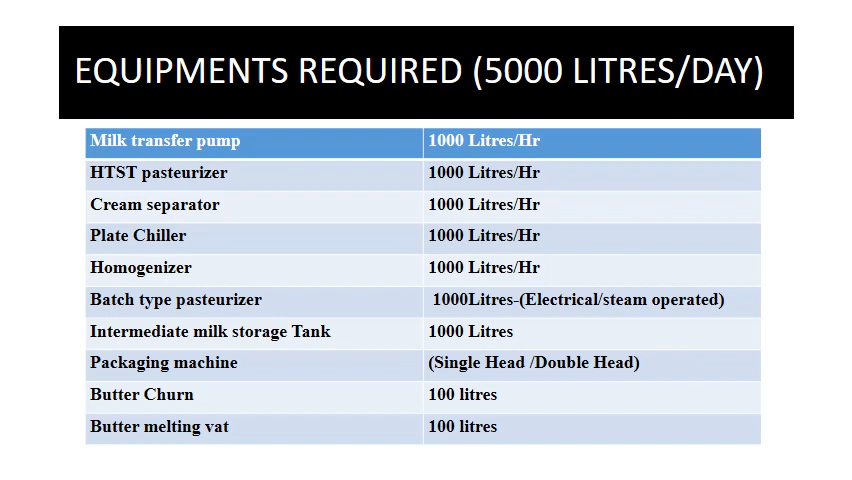 EQUIPMENTS REQUIRED (5000 LITRES/DAY)
Milk transfer pump 1000 Litres/Hr
HTST pasteurizer 1000 Litres/Hr
Cream separator 1000 Litres/Hr
Plate Chiller 1000 Litres/Hr
Homogenizer 1000 Litres/Hr
Batch type pasteurizer 1000Litres-(Electrical/steam operated)
Intermediate milk storage Tank 1000 Litres
Packaging machine (Single Head /Double Head)
Butter Churn 100 litres
Butter melting vat 100 litres